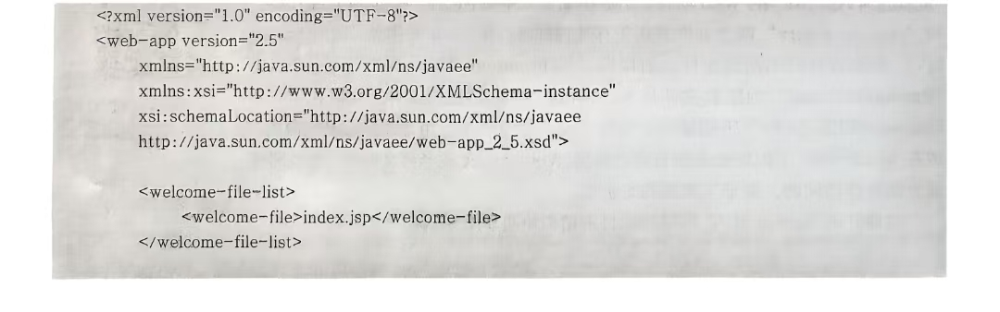 <?xml version="1.0" encoding="UTF-8"?>
<web-app version="2.5"
xmlns="http://java.sun.com/xml/ns/javaee"
xmlns:xsi="http://www.w3.org/2001/XMLSchema-instance"
xsi:schemaLocation="http://java.sun.com/xml/ns/javaee
http://java.sun.com/xml/ns/javaee/web-app_2_5.xsd">
<welcome-file-list>
<welcome-file>index.jsp</welcome-file>
</welcome-file-list>